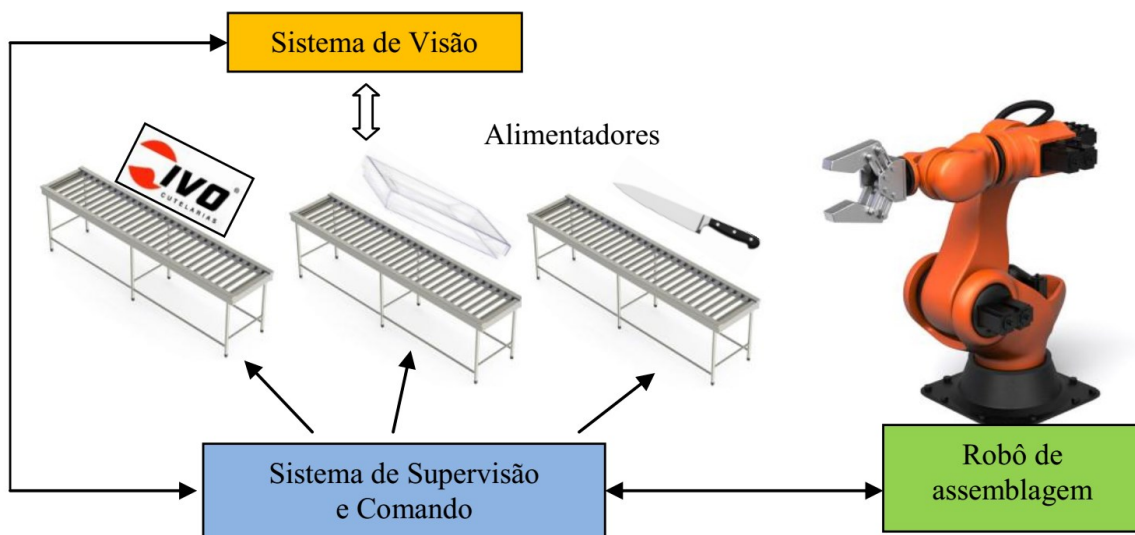 Sistema de Visão
Alimentadores
IVO®
CUTELARIAS
Sistema de Supervisão
e Comando
Robô de
assemblagem